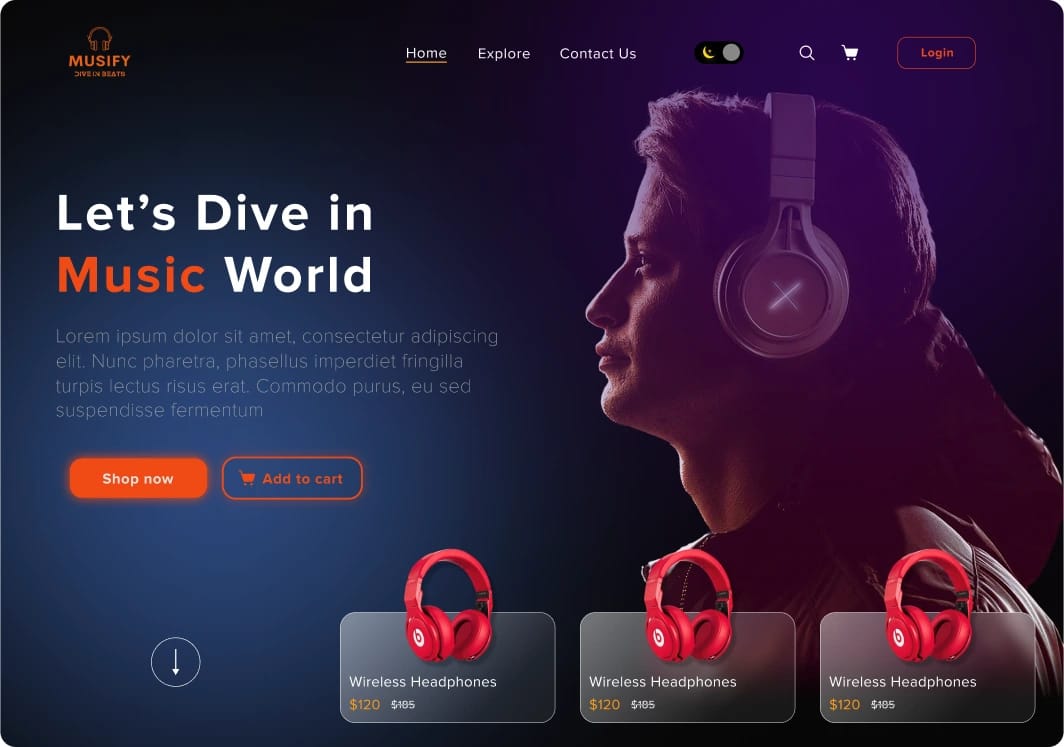 MUSIFY
DIVE IN BEATS
Home
Explore
Contact Us
Login
Let’s Dive in
Music World
Lorem ipsum dolor sit amet, consectetur adipiscing
elit. Nunc pharetra, phasellus imperdiet fringilla
turpis lectus risus erat. Commodo purus, eu sed
suspendisse fermentum
Shop now
Add to cart
Wireless Headphones
$120 $185
Wireless Headphones
$120 $185
Wireless Headphones
$120 $185